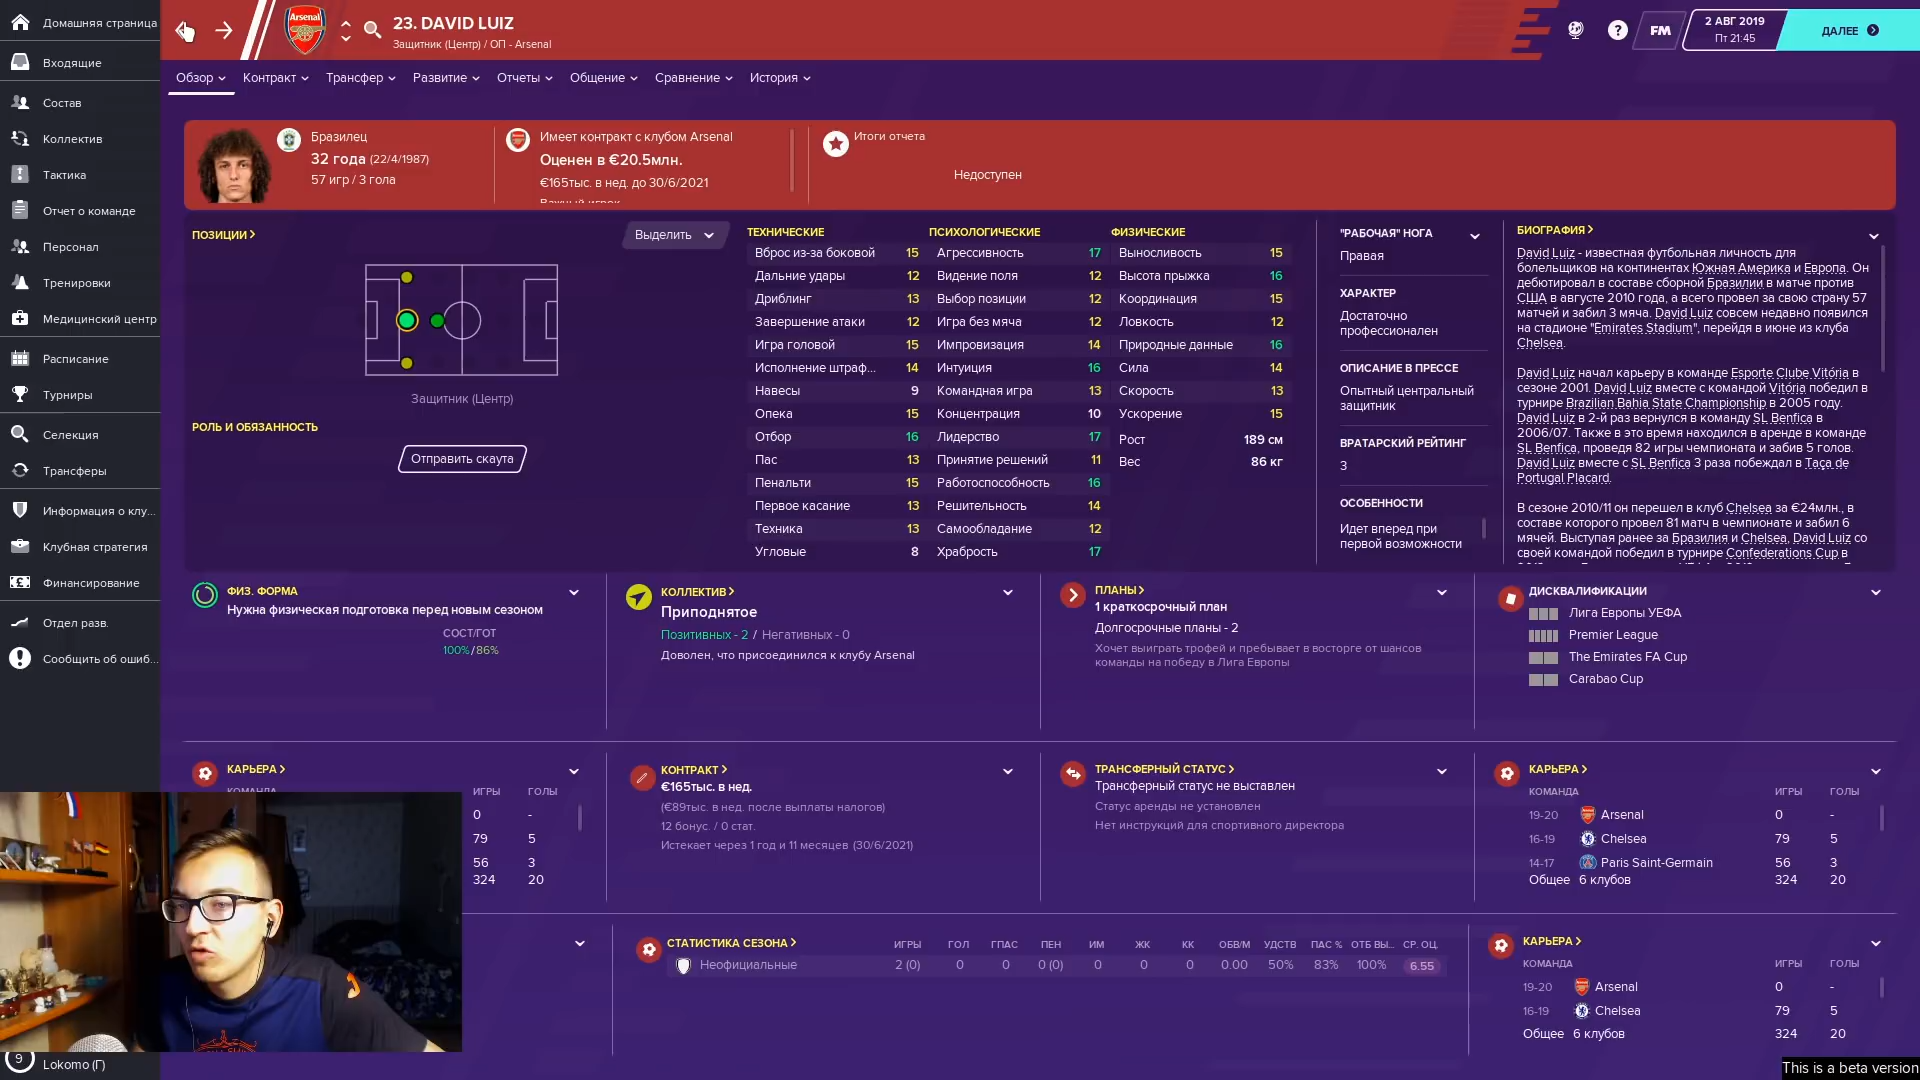 Домашняя страница
Входящие
Состав
Коллектив
Тактика
Отчет о команде
Персонал
Тренировки
Медицинский центр
Расписание
Турниры
Селекция
Трансферы
Информация о клу...
Клубная стратегия
Финансирование
Отдел разв.
Сообщить об ошиб...
9
Lokomo (Г)
Arsenal
23. DAVID LUIZ
Защитник (Центр) / ОП - Arsenal
?
FM
2 АВГ 2019
Пт 21:45
ДАЛЕЕ
Обзор
Контракт
Трансфер
Развитие
Отчеты
Общение
Сравнение
История
Бразилец
32 года (22/4/1987)
57 игр / 3 гола
Имеет контракт с клубом Arsenal
Оценен в €20.5млн.
€165тыс. в нед. до 30/6/2021
Важный игрок
Итоги отчета
Недоступен
ПОЗИЦИИ
Выделить
Защитник (Центр)
РОЛЬ И ОБЯЗАННОСТЬ
Отправить скаута
ТЕХНИЧЕСКИЕ
Вброс из-за боковой 15
Дальние удары 12
Дриблинг 13
Завершение атаки 12
Игра головой 15
Исполнение штраф... 14
Навесы 9
Опека 15
Отбор 16
Пас 13
Пенальти 15
Первое касание 13
Техника 13
Угловые 8
ПСИХОЛОГИЧЕСКИЕ
Агрессивность 17
Видение поля 12
Выбор позиции 12
Игра без мяча 12
Импровизация 14
Интуиция 16
Командная игра 13
Концентрация 10
Лидерство 17
Принятие решений 11
Работоспособность 16
Решительность 14
Самообладание 12
Храбрость 17
ФИЗИЧЕСКИЕ
Выносливость 15
Высота прыжка 16
Координация 15
Ловкость 12
Природные данные 16
Сила 14
Скорость 13
Ускорение 15
Рост 189 см
Вес 86 кг
"РАБОЧАЯ" НОГА
Правая
ХАРАКТЕР
Достаточно
профессионален
ОПИСАНИЕ В ПРЕССЕ
Опытный центральный
защитник
ВРАТАРСКИЙ РЕЙТИНГ
3
ОСОБЕННОСТИ
Идет вперед при
первой возможности
БИОГРАФИЯ
David Luiz - известная футбольная личность для
болельщиков на континентах Южная Америка и Европа. Он
дебютировал в составе сборной Бразилии в матче против
США в августе 2010 года, а всего провел за свою страну 57
матчей и забил 3 мяча. David Luiz совсем недавно появился
на стадионе "Emirates Stadium", перейдя в июне из клуба
Chelsea.
David Luiz начал карьеру в команде Esporte Clube Vitória в
сезоне 2001. David Luiz вместе с командой Vitória победил в
турнире Brazilian Bahia State Championship в 2005 году.
David Luiz в 2-й раз вернулся в команду SL Benfica в
2006/07. Также в это время находился в аренде в команде
SL Benfica, проведя 82 игры чемпионата и забив 5 голов.
David Luiz вместе с SL Benfica 3 раза побеждал в Taça de
Portugal Placard.
В сезоне 2010/11 он перешел в клуб Chelsea за €24млн., в
составе которого провел 81 матч в чемпионате и забил 6
мячей. Выступая ранее за Бразилия и Chelsea, David Luiz со
своей командой победил в турнире Confederations Cup в
ФИЗ. ФОРМА
Нужна физическая подготовка перед новым сезоном
СОСТ/ГОТ
100%/86%
КОЛЛЕКТИВ
Приподнятое
Позитивных - 2 / Негативных - 0
Доволен, что присоединился к клубу Arsenal
ПЛАНЫ
1 краткосрочный план
Долгосрочные планы - 2
Хочет выиграть трофей и пребывает в восторге от шансов
команды на победу в Лига Европы
ДИСКВАЛИФИКАЦИИ
Лига Европы УЕФА
Premier League
The Emirates FA Cup
Carabao Cup
КАРЬЕРА
КОМАНДА ИГРЫ ГОЛЫ
0 -
79 5
56 3
324 20
КОНТРАКТ
€165тыс. в нед.
(€89тыс. в нед. после выплаты налогов)
12 бонус. / 0 стат.
Истекает через 1 год и 11 месяцев (30/6/2021)
ТРАНСФЕРНЫЙ СТАТУС
Трансферный статус не выставлен
Статус аренды не установлен
Нет инструкций для спортивного директора
КАРЬЕРА
КОМАНДА ИГРЫ ГОЛЫ
19-20 Arsenal 0 -
16-19 Chelsea 79 5
14-17 Paris Saint-Germain 56 3
Общее 6 клубов 324 20
СТАТИСТИКА СЕЗОНА ИГРЫ ГОЛ ГПАС ПЕН ИМ ЖК КК ОБВ/М УДСТВ ПАС % ОТБ ВЫ... СР. ОЦ.
Неофициальные 2 (0) 0 0 0 (0) 0 0 0 0.00 50% 83% 100% 6.55
КАРЬЕРА
КОМАНДА ИГРЫ ГОЛЫ
19-20 Arsenal 0 -
16-19 Chelsea 79 5
Общее 6 клубов 324 20
This is a beta version